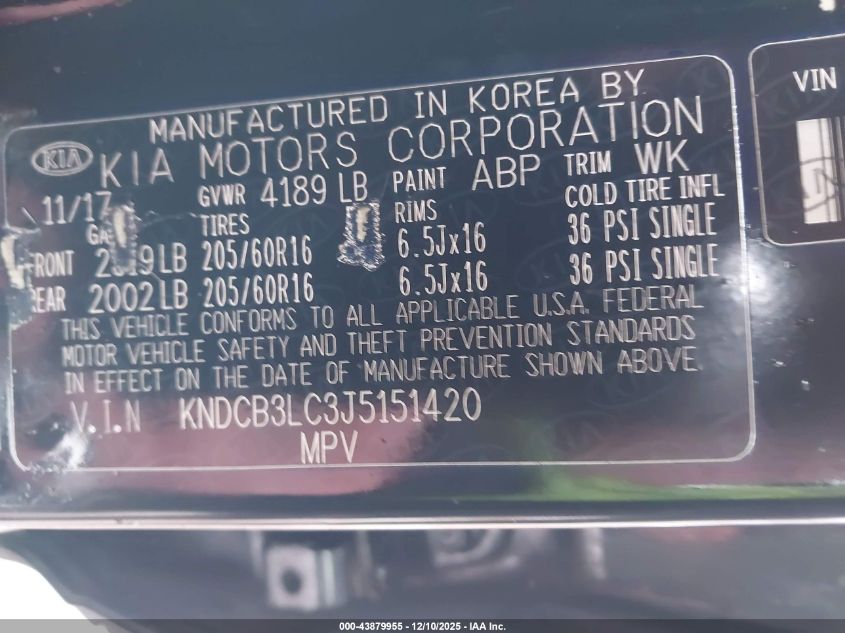 MANUFACTURED IN KOREA BY
KIA KIA MOTORS CORPORATION
11/17 GVWR 4189 LB PAINT ABP TRIM WK
TIRES RIMS COLD TIRE INFL
FRONT LB 205/60R16 6.5Jx16 36 PSI SINGLE
REAR 2002 LB 205/60R16 6.5Jx16 36 PSI SINGLE
THIS VEHICLE CONFORMS TO ALL APPLICABLE U.S.A. FEDERAL
MOTOR VEHICLE SAFETY AND THEFT PREVENTION STANDARDS
IN EFFECT ON THE DATE OF MANUFACTURE SHOWN ABOVE.
V.I.N KNDCB3LC3J5151420
MPV
VIN
000-43879955 - 12/10/2025 - IAA Inc.